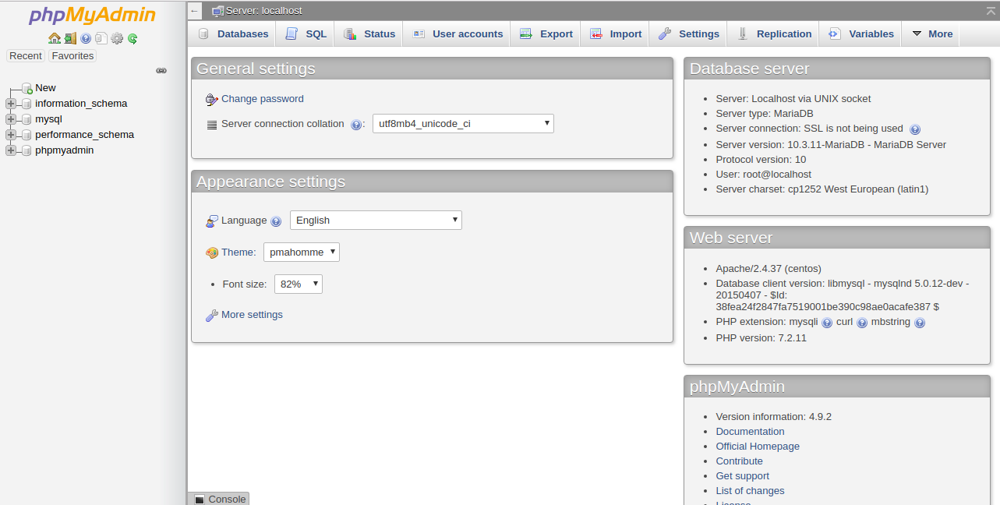 phpMyAdmin
Recent Favorites
New
information_schema
mysql
performance_schema
phpmyadmin
← Server: localhost
Databases SQL Status User accounts Export Import Settings Replication Variables More
General settings
Change password
Server connection collation : utf8mb4_unicode_ci
Appearance settings
Language English
Theme: pmahomme
• Font size: 82%
More settings
Database server
• Server: Localhost via UNIX socket
• Server type: MariaDB
• Server connection: SSL is not being used
• Server version: 10.3.11-MariaDB - MariaDB Server
• Protocol version: 10
• User: root@localhost
• Server charset: cp1252 West European (latin1)
Web server
• Apache/2.4.37 (centos)
• Database client version: libmysql - mysqlnd 5.0.12-dev -
20150407 - $Id:
38fea24f2847fa7519001be390c98ae0acafe387 $
• PHP extension: mysqli curl mbstring
• PHP version: 7.2.11
phpMyAdmin
• Version information: 4.9.2
• Documentation
• Official Homepage
• Contribute
• Get support
• List of changes
• License
Console